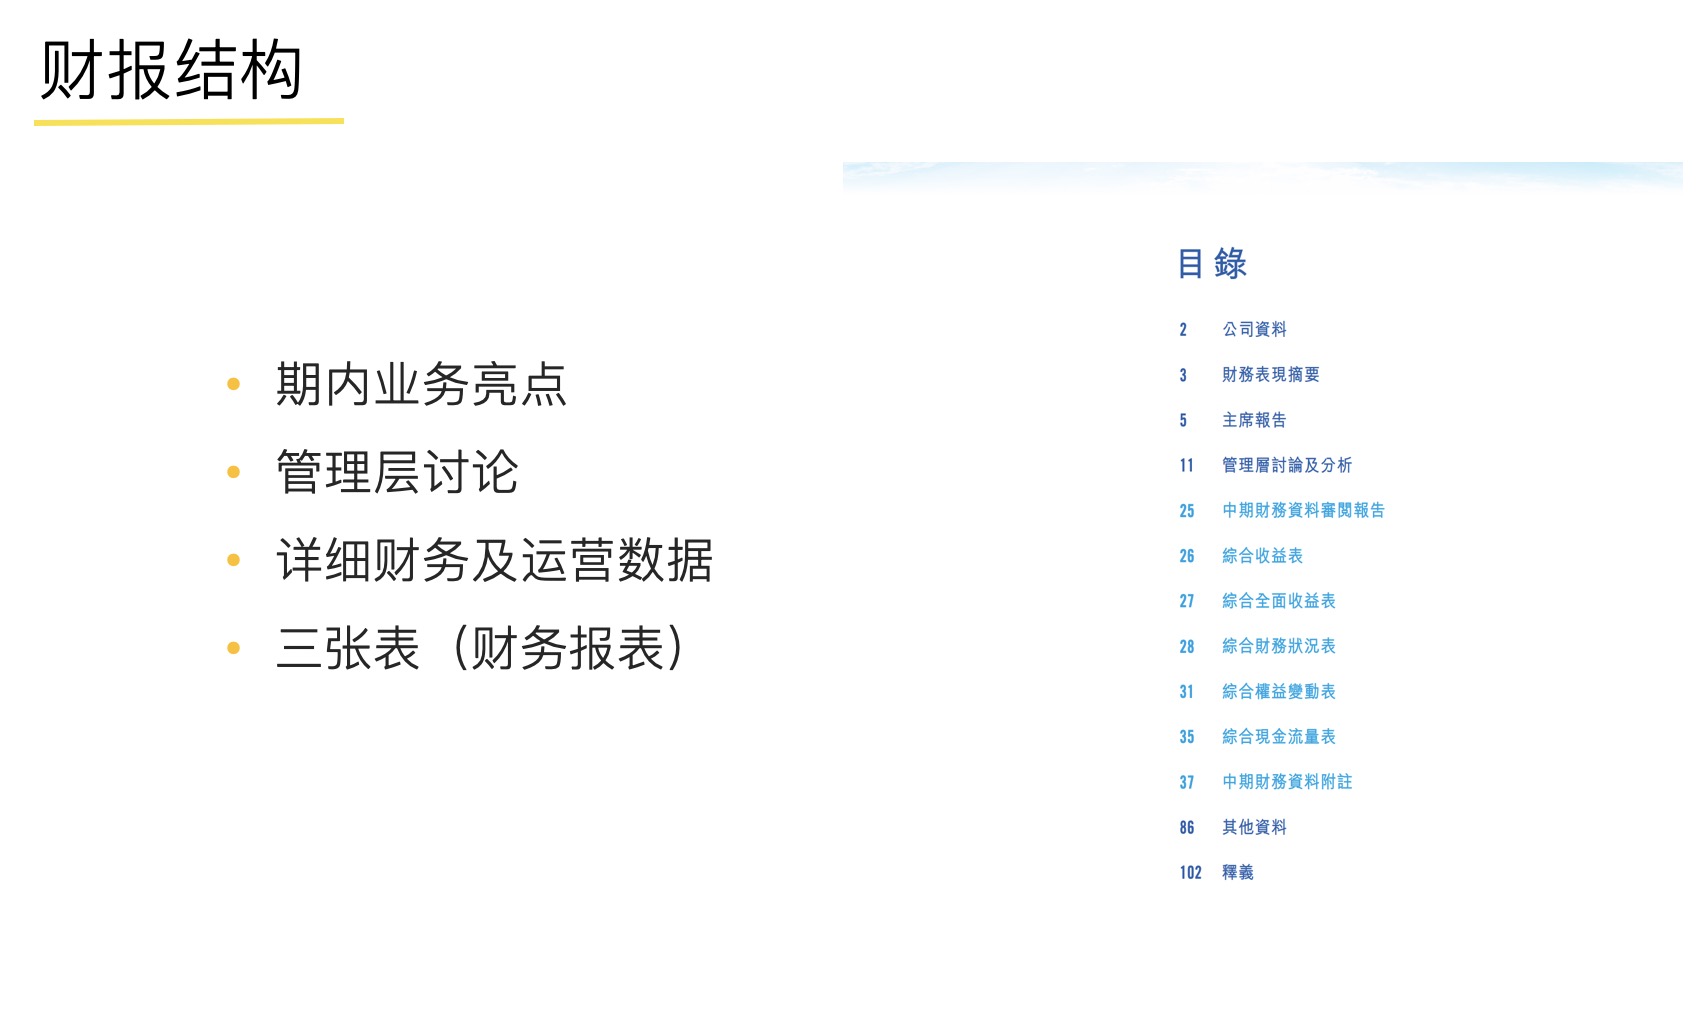 财报结构
• 期内业务亮点
• 管理层讨论
• 详细财务及运营数据
• 三张表（财务报表）
目錄
2 公司資料
3 財務表現摘要
5 主席報告
11 管理層討論及分析
25 中期財務資料審閱報告
26 綜合收益表
27 綜合全面收益表
28 綜合財務狀況表
31 綜合權益變動表
35 綜合現金流量表
37 中期財務資料附註
86 其他資料
102 釋義